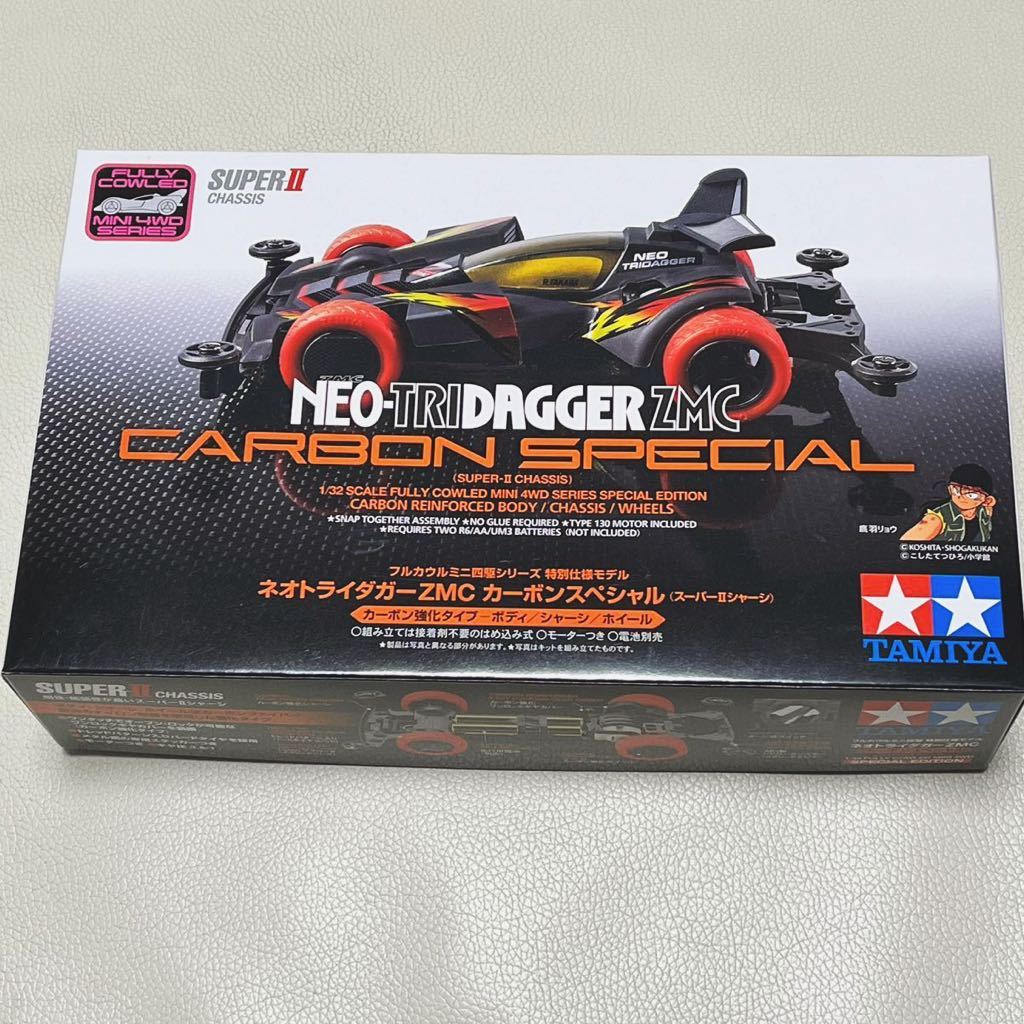 FULLY
COWLED
MINI 4WD
SERIES
SUPER II
CHASSIS
NEO
TRIDAGGER
R.TAKABA
ZMC
NEO-TRIDAGGER ZMC
CARBON SPECIAL
(SUPER-II CHASSIS)
1/32 SCALE FULLY COWLED MINI 4WD SERIES SPECIAL EDITION
CARBON REINFORCED BODY / CHASSIS / WHEELS
★SNAP TOGETHER ASSEMBLY ★NO GLUE REQUIRED ★TYPE 130 MOTOR INCLUDED
★REQUIRES TWO R6/AA/UM3 BATTERIES (NOT INCLUDED)
鷹羽リョウ
© KOSHITA・SHOGAKUKAN
© こしたてつひろ/小学館
フルカウルミニ四駆シリーズ 特別仕様モデル
ネオトライダガーZMC カーボンスペシャル (スーパーIIシャーシ)
カーボン強化タイプ－ボディ／シャーシ／ホイール
○組み立ては接着剤不要のはめ込み式 ○モーターつき ○電池別売
★製品は写真と異なる部分があります。★写真はキットを組み立てたものです。
TAMIYA
SUPER-II CHASSIS
TAMIYA
ネオトライダガーZMC
SPECIAL EDITION